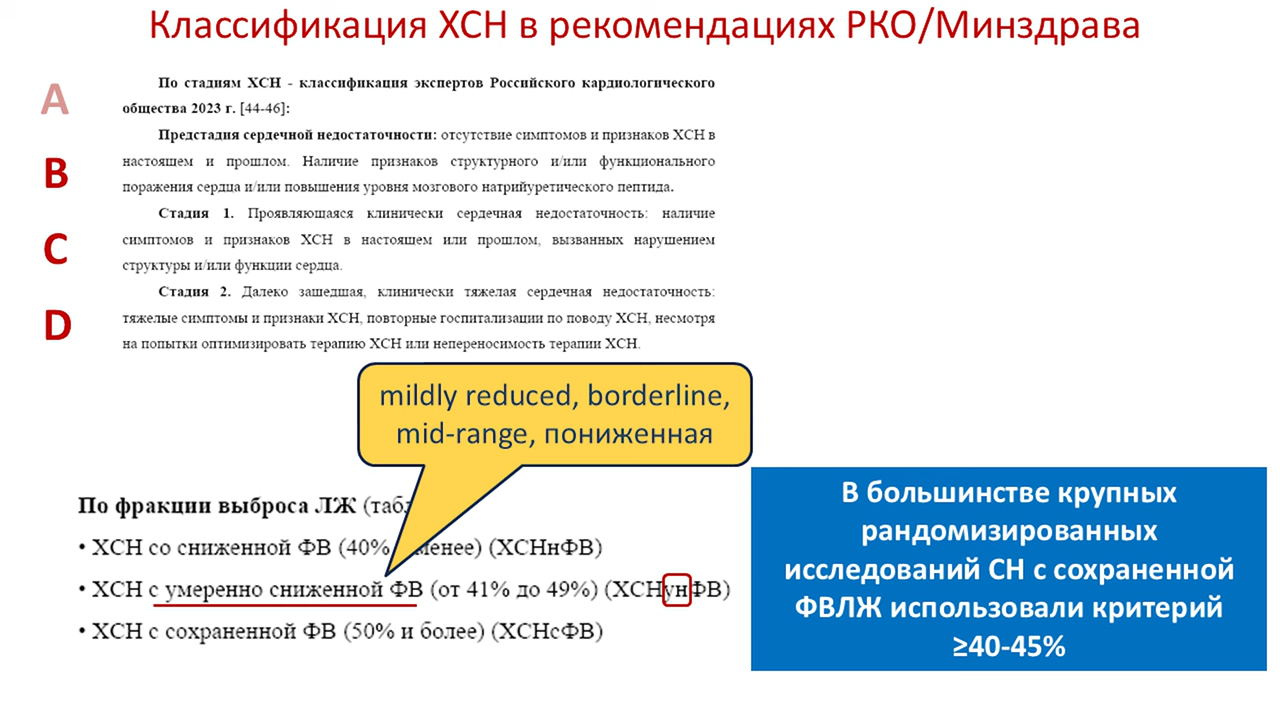 Классификация ХСН в рекомендациях РКО/Минздрава
A
B
C
D
По стадиям ХСН - классификация экспертов Российского кардиологического
общества 2023 г. [44-46]:
Предстадия сердечной недостаточности: отсутствие симптомов и признаков ХСН в
настоящем и прошлом. Наличие признаков структурного и/или функционального
поражения сердца и/или повышения уровня мозгового натрийуретического пептида.
Стадия 1. Проявляющаяся клинически сердечная недостаточность: наличие
симптомов и признаков ХСН в настоящем или прошлом, вызванных нарушением
структуры и/или функции сердца.
Стадия 2. Далеко зашедшая, клинически тяжелая сердечная недостаточность:
тяжелые симптомы и признаки ХСН, повторные госпитализации по поводу ХСН, несмотря
на попытки оптимизировать терапию ХСН или непереносимость терапии ХСН.
mildly reduced, borderline,
mid-range, пониженная
По фракции выброса ЛЖ
• ХСН со сниженной ФВ (40% менее) (ХСНнФВ)
• ХСН с умеренно сниженной ФВ (от 41% до 49%) (ХСНунФВ)
• ХСН с сохраненной ФВ (50% и более) (ХСНсФВ)
В большинстве крупных
рандомизированных
исследований СН с сохраненной
ФВЛЖ использовали критерий
≥40-45%